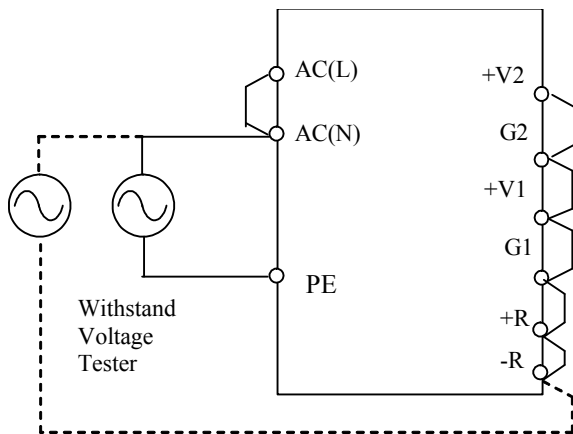 AC(L)
AC(N)
PE
Withstand
Voltage
Tester
+V2
G2
+V1
G1
+R
-R